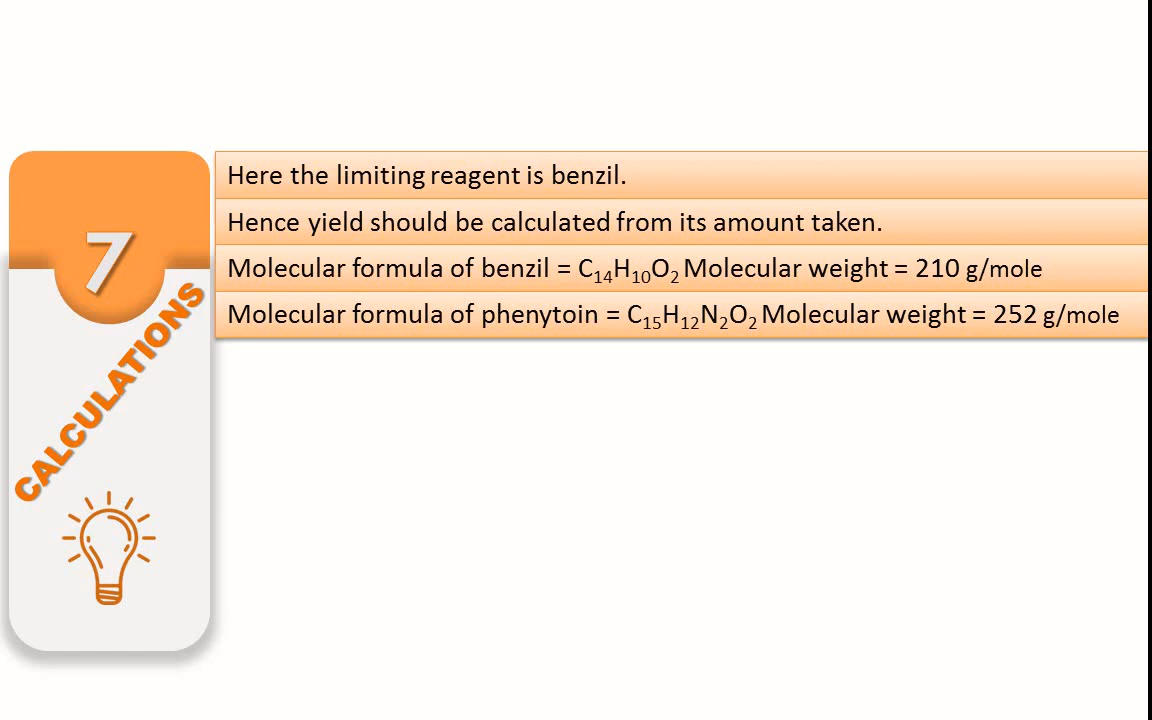 7
CALCULATIONS
Here the limiting reagent is benzil.
Hence yield should be calculated from its amount taken.
Molecular formula of benzil = C₁₄H₁₀O₂ Molecular weight = 210 g/mole
Molecular formula of phenytoin = C₁₅H₁₂N₂O₂ Molecular weight = 252 g/mole